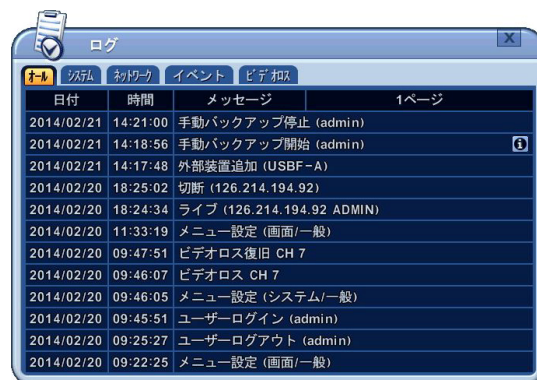 ログ
X
オール システム ネットワーク イベント ビデオロス
日付 時間 メッセージ 1ページ
2014/02/21 14:21:00 手動バックアップ停止 (admin)
2014/02/21 14:18:56 手動バックアップ開始 (admin)
2014/02/21 14:17:48 外部装置追加 (USBF-A)
2014/02/20 18:25:02 切断 (126.214.194.92)
2014/02/20 18:24:34 ライブ (126.214.194.92 ADMIN)
2014/02/20 11:33:19 メニュー設定 (画面/一般)
2014/02/20 09:47:51 ビデオロス復旧 CH 7
2014/02/20 09:46:07 ビデオロス CH 7
2014/02/20 09:46:05 メニュー設定 (システム/一般)
2014/02/20 09:45:51 ユーザーログイン (admin)
2014/02/20 09:25:27 ユーザーログアウト (admin)
2014/02/20 09:22:25 メニュー設定 (画面/一般)